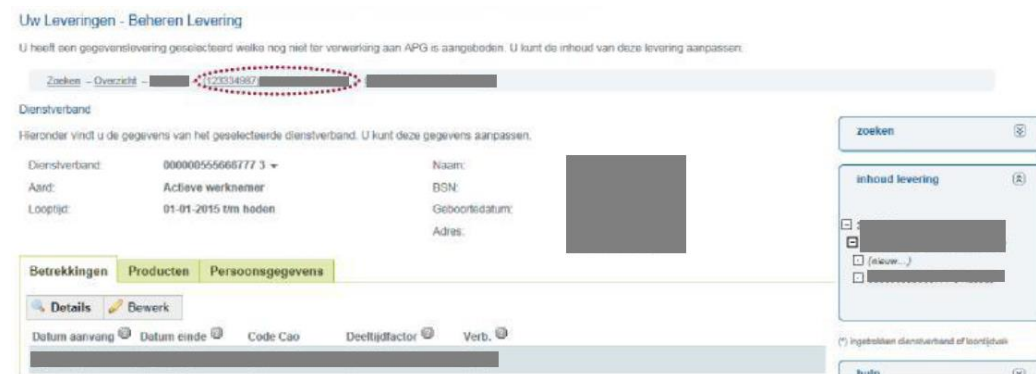 Uw Leveringen - Beheren Levering
U heeft een gegevenslevering geselecteerd welke nog niet ter verwerking aan APG is aangeboden. U kunt de inhoud van deze levering aanpassen.
Zoeken - Overzicht - 123334987
Dienstverband
Hieronder vindt u de gegevens van het geselecteerde dienstverband. U kunt deze gegevens aanpassen.
Dienstverband: 000000555666777 3
Aard: Actieve werknemer
Looptijd: 01-01-2015 t/m heden
Naam:
BSN:
Geboortedatum:
Adres:
Betrekkingen Producten Persoonsgegevens
Details Bewerk
Datum aanvang Datum einde Code Cao Deeltijdfactor Verb.
zoeken
inhoud levering
(nieuw...)
(*) ingetrokken dienstverband of loontijdvak
help